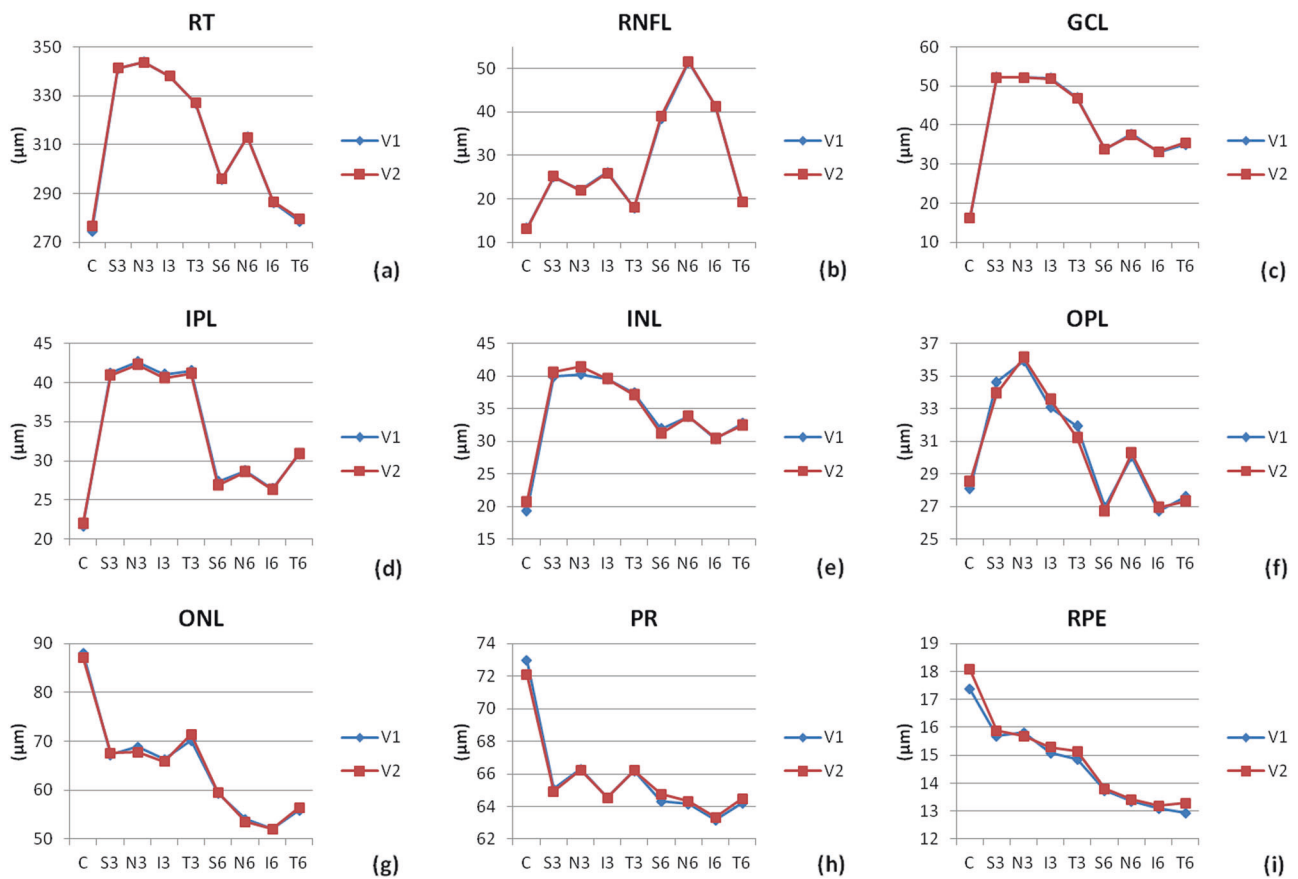 RT
350
330
310
290
270
(µm)
C S3 N3 I3 T3 S6 N6 I6 T6
V1
V2
(a)
RNFL
50
40
30
20
10
(µm)
C S3 N3 I3 T3 S6 N6 I6 T6
V1
V2
(b)
GCL
60
50
40
30
20
10
(µm)
C S3 N3 I3 T3 S6 N6 I6 T6
V1
V2
(c)
IPL
45
40
35
30
25
20
(µm)
C S3 N3 I3 T3 S6 N6 I6 T6
V1
V2
(d)
INL
45
40
35
30
25
20
15
(µm)
C S3 N3 I3 T3 S6 N6 I6 T6
V1
V2
(e)
OPL
37
35
33
31
29
27
25
(µm)
C S3 N3 I3 T3 S6 N6 I6 T6
V1
V2
(f)
ONL
90
80
70
60
50
(µm)
C S3 N3 I3 T3 S6 N6 I6 T6
V1
V2
(g)
PR
74
72
70
68
66
64
62
(µm)
C S3 N3 I3 T3 S6 N6 I6 T6
V1
V2
(h)
RPE
19
18
17
16
15
14
13
12
(µm)
C S3 N3 I3 T3 S6 N6 I6 T6
V1
V2
(i)